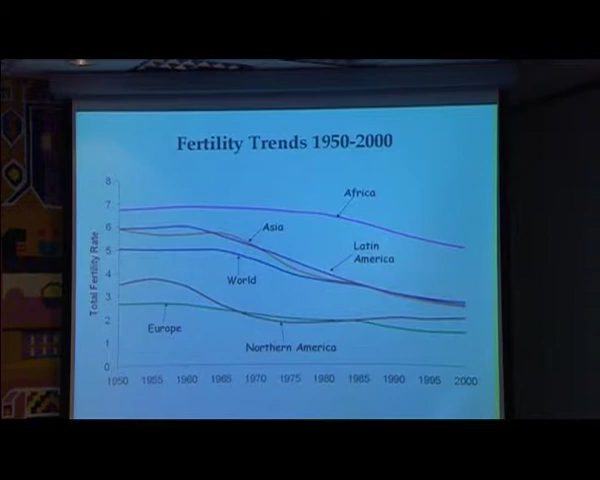 Fertility Trends 1950-2000
Total Fertility Rate
8
7
6
5
4
3
2
1
0
Africa
Asia
Latin
America
World
Europe
Northern America
1950 1955 1960 1965 1970 1975 1980 1985 1990 1995 2000